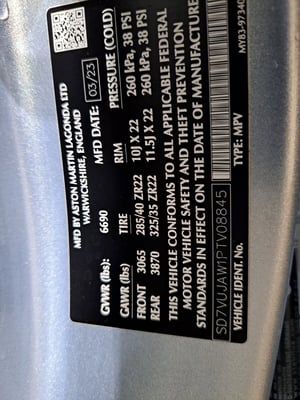 MFD BY ASTON MARTIN LAGONDA LTD
WARWICKSHIRE, ENGLAND
MFD DATE: 03/23
GVWR (lbs): 6690
GAWR (lbs) TIRE RIM PRESSURE (COLD)
FRONT 3065 285/40 ZR22 10J X 22 260 kPa, 38 PSI
REAR 3870 325/35 ZR22 11.5J X 22 260 kPa, 38 PSI
THIS VEHICLE CONFORMS TO ALL APPLICABLE FEDERAL
MOTOR VEHICLE SAFETY AND THEFT PREVENTION
STANDARDS IN EFFECT ON THE DATE OF MANUFACTURE
SD7VUJAW1PTV08845
VEHICLE IDENT. No. TYPE: MPV